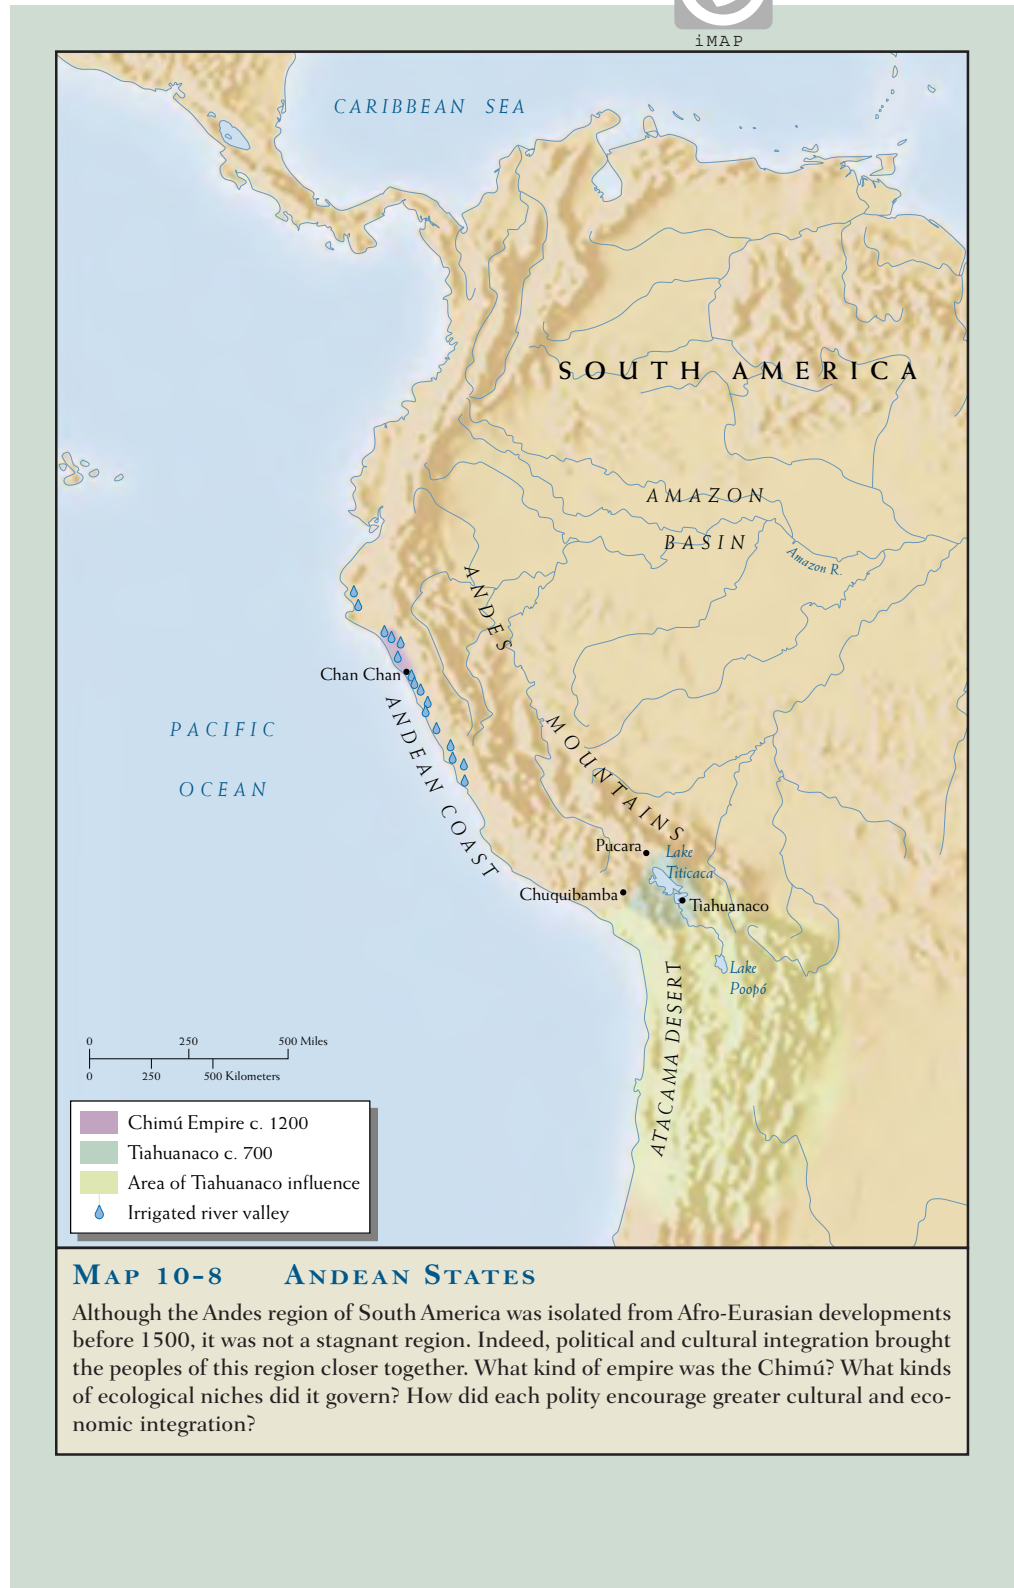 iMAP
CARIBBEAN SEA
SOUTH AMERICA
AMAZON
BASIN
Amazon R.
ANDES
MOUNTAINS
Chan Chan
ANDEAN COAST
PACIFIC
OCEAN
Pucara
Lake
Titicaca
Chuquibamba
Tiahuanaco
Lake
Poopó
ATACAMA DESERT
0 250 500 Miles
0 250 500 Kilometers
Chimú Empire c. 1200
Tiahuanaco c. 700
Area of Tiahuanaco influence
Irrigated river valley
MAP 10-8 ANDEAN STATES
Although the Andes region of South America was isolated from Afro-Eurasian developments
before 1500, it was not a stagnant region. Indeed, political and cultural integration brought
the peoples of this region closer together. What kind of empire was the Chimú? What kinds
of ecological niches did it govern? How did each polity encourage greater cultural and eco-
nomic integration?